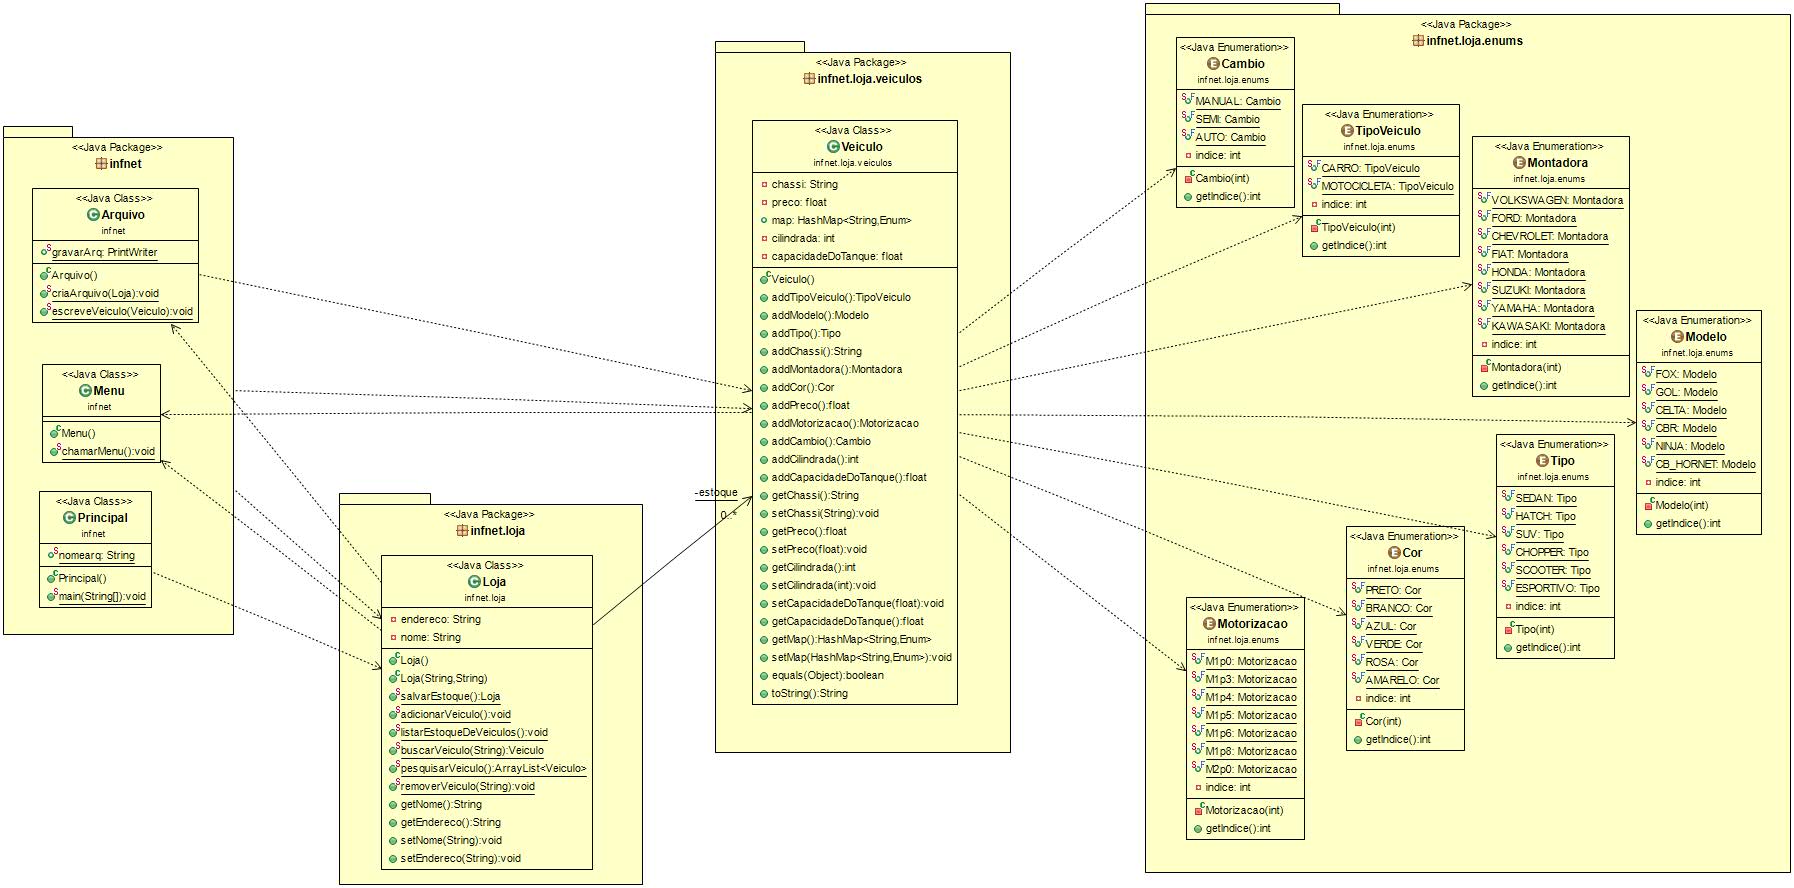 <<Java Package>>
infnet
<<Java Class>>
Arquivo
infnet
gravarArq: PrintWriter
Arquivo()
criaArquivo(Loja):void
escreveVeiculo(Veiculo):void
<<Java Class>>
Menu
infnet
Menu()
chamarMenu():void
<<Java Class>>
Principal
infnet
nomearq: String
Principal()
main(String[]):void
<<Java Package>>
infnet.loja
<<Java Class>>
Loja
infnet.loja
endereco: String
nome: String
Loja()
Loja(String,String)
salvarEstoque():Loja
adicionarVeiculo():void
listarEstoqueDeVeiculos():void
buscarVeiculo(String):Veiculo
pesquisarVeiculo():ArrayList<Veiculo>
removerVeiculo(String):void
getNome():String
getEndereco():String
setNome(String):void
setEndereco(String):void
-estoque
0..*
<<Java Package>>
infnet.loja.veiculos
<<Java Class>>
Veiculo
infnet.loja.veiculos
chassi: String
preco: float
map: HashMap<String,Enum>
cilindrada: int
capacidadeDoTanque: float
Veiculo()
addTipoVeiculo():TipoVeiculo
addModelo():Modelo
addTipo():Tipo
addChassi():String
addMontadora():Montadora
addCor():Cor
addPreco():float
addMotorizacao():Motorizacao
addCambio():Cambio
addCilindrada():int
addCapacidadeDoTanque():float
getChassi():String
setChassi(String):void
getPreco():float
setPreco(float):void
getCilindrada():int
setCilindrada(int):void
setCapacidadeDoTanque(float):void
getCapacidadeDoTanque():float
getMap():HashMap<String,Enum>
setMap(HashMap<String,Enum>):void
equals(Object):boolean
toString():String
<<Java Package>>
infnet.loja.enums
<<Java Enumeration>>
Cambio
infnet.loja.enums
MANUAL: Cambio
SEMI: Cambio
AUTO: Cambio
indice: int
Cambio(int)
getIndice():int
<<Java Enumeration>>
TipoVeiculo
infnet.loja.enums
CARRO: TipoVeiculo
MOTOCICLETA: TipoVeiculo
indice: int
TipoVeiculo(int)
getIndice():int
<<Java Enumeration>>
Montadora
infnet.loja.enums
VOLKSWAGEN: Montadora
FORD: Montadora
CHEVROLET: Montadora
FIAT: Montadora
HONDA: Montadora
SUZUKI: Montadora
YAMAHA: Montadora
KAWASAKI: Montadora
indice: int
Montadora(int)
getIndice():int
<<Java Enumeration>>
Modelo
infnet.loja.enums
FOX: Modelo
GOL: Modelo
CELTA: Modelo
CBR: Modelo
NINJA: Modelo
CB_HORNET: Modelo
indice: int
Modelo(int)
getIndice():int
<<Java Enumeration>>
Tipo
infnet.loja.enums
SEDAN: Tipo
HATCH: Tipo
SUV: Tipo
CHOPPER: Tipo
SCOOTER: Tipo
ESPORTIVO: Tipo
indice: int
Tipo(int)
getIndice():int
<<Java Enumeration>>
Cor
infnet.loja.enums
PRETO: Cor
BRANCO: Cor
AZUL: Cor
VERDE: Cor
ROSA: Cor
AMARELO: Cor
indice: int
Cor(int)
getIndice():int
<<Java Enumeration>>
Motorizacao
infnet.loja.enums
M1p0: Motorizacao
M1p3: Motorizacao
M1p4: Motorizacao
M1p5: Motorizacao
M1p6: Motorizacao
M1p8: Motorizacao
M2p0: Motorizacao
indice: int
Motorizacao(int)
getIndice():int